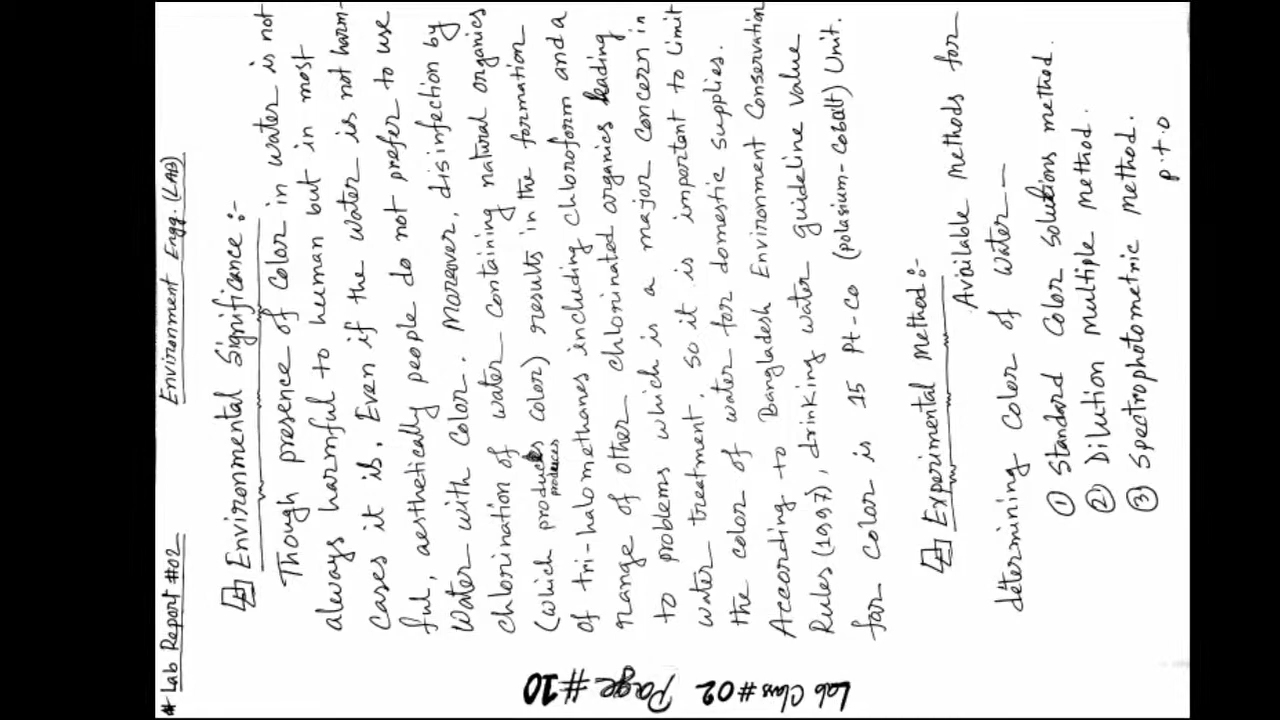 # Lab Report #02 Environment Engg. (LAB)
Environmental Significance :-
Though presence of Color in water is not
always harmful to human but in most
cases it is. Even if the water is not harm-
ful, aesthetically people do not prefer to use
water with color. Moreover, disinfection by
chlorination of water containing natural organics
(which produces color) results in the formation
produces
of tri-halomethanes including chloroform and a
range of other chlorinated organics leading
to problems which is a major concern in
water treatment. so it is importent to limit
the color of water for domestic supplies.
According to Bangladesh Environment Conservation
Rules (1997), drinking water guideline value
for color is 15 Pt-Co (polasium-cobalt) Unit.
Experimental Method :-
Available methods for
determining color of water—
① Standard Color solutions method.
② Dilution Multiple method.
③ Spectrophotometric method.
P.t.o
Lab Class #02 Page #10